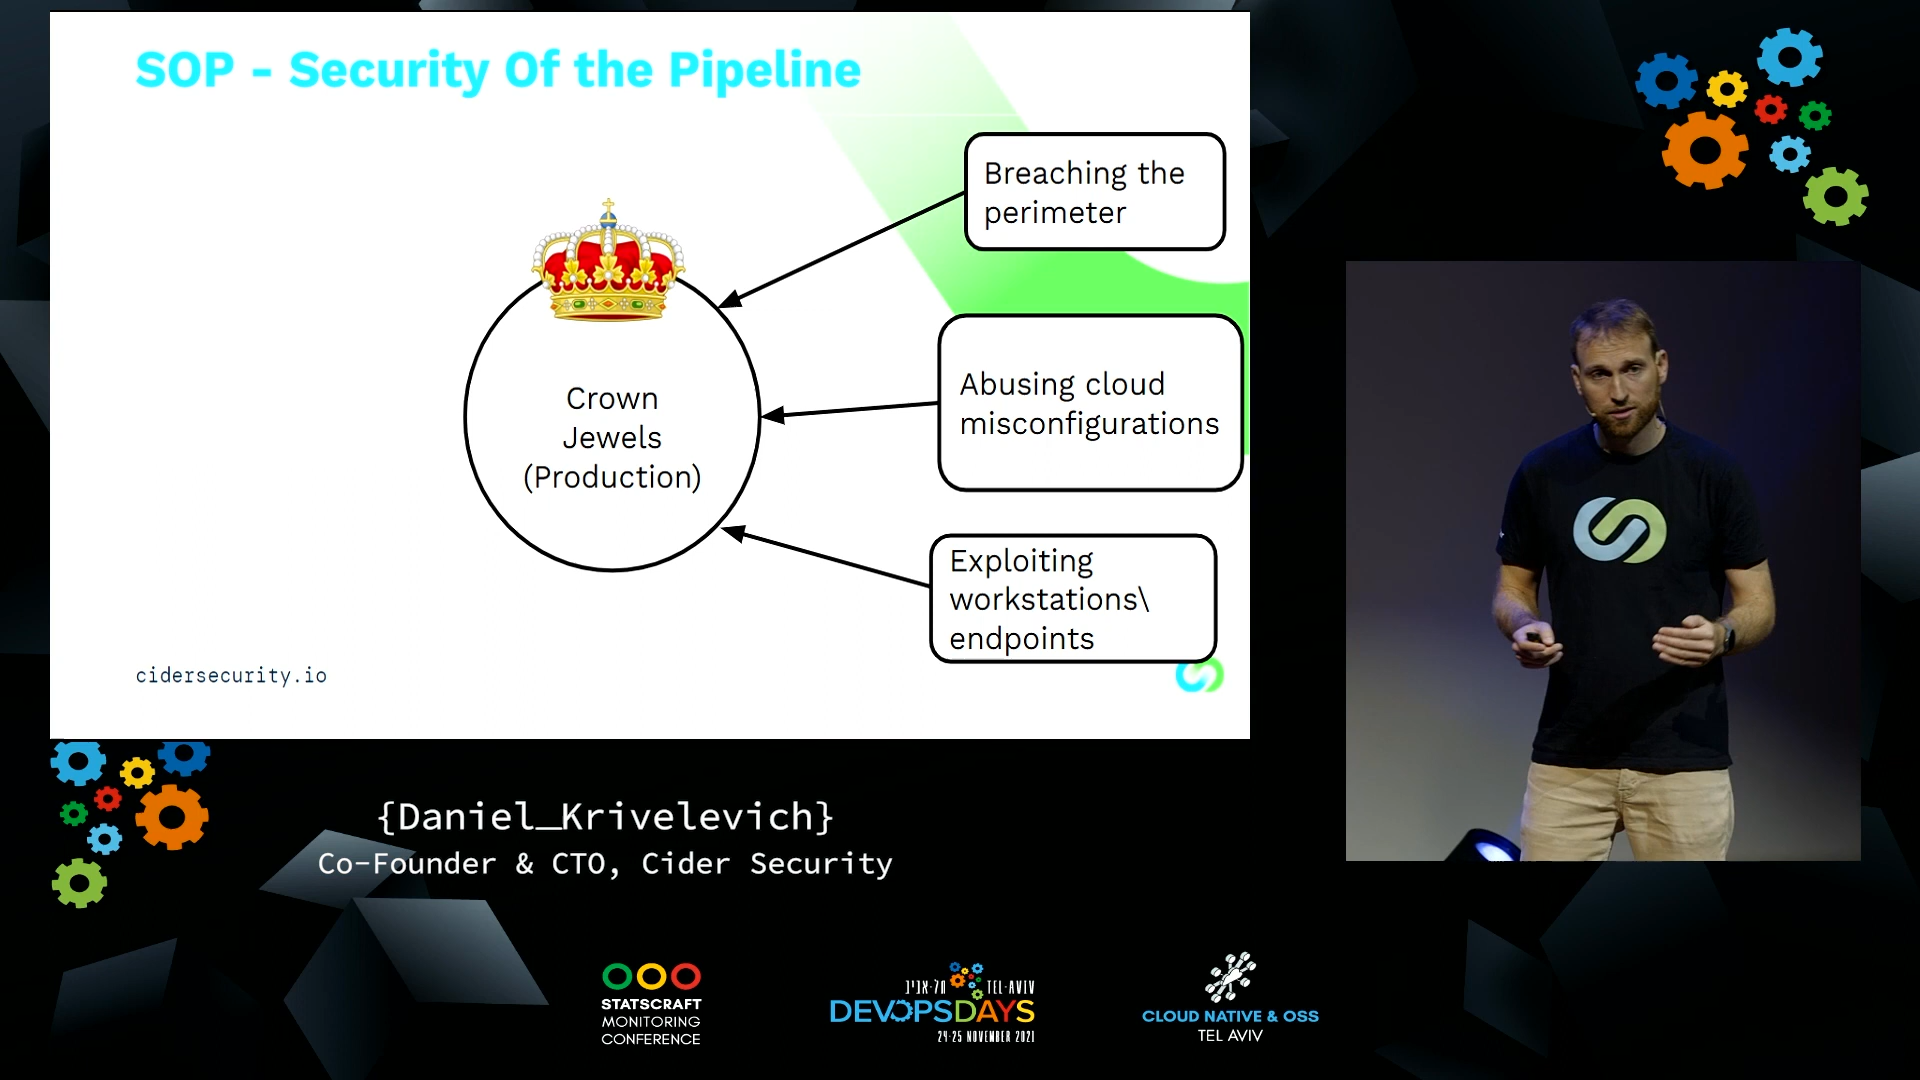 SOP - Security Of the Pipeline
Breaching the
perimeter
Crown
Jewels
(Production)
Abusing cloud
misconfigurations
Exploiting
workstations\
endpoints
cidersecurity.io
{Daniel_Krivelevich}
Co-Founder & CTO, Cider Security
STATSCRAFT
MONITORING
CONFERENCE
תל-אביב TEL-AVIV
DEVOPSDAYS
24-25 NOVEMBER 2021
CLOUD NATIVE & OSS
TEL AVIV